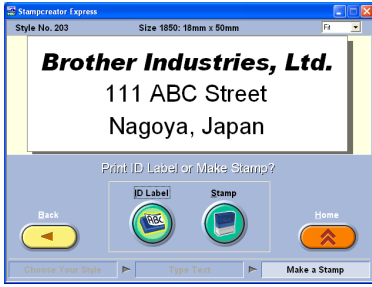 Stampcreator Express
Style No. 203 Size 1850: 18mm x 50mm Fit
Brother Industries, Ltd.
111 ABC Street
Nagoya, Japan
Print ID Label or Make Stamp?
ID Label Stamp
ABC
Back Home
Choose Your Style Type Text Make a Stamp